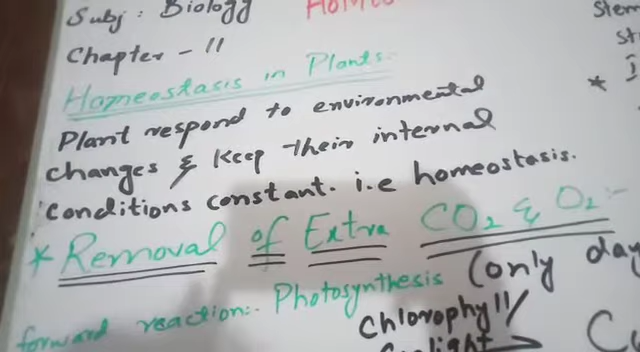 Subj : Biology
Chapter - 11
Homeostasis in Plants:-
Plant respond to environmental
changes & Keep their internal
conditions constant. i.e homeostasis.
* Removal of Extra CO₂ & O₂:-
(only day
forward reaction:- Photosynthesis
Chlorophyll